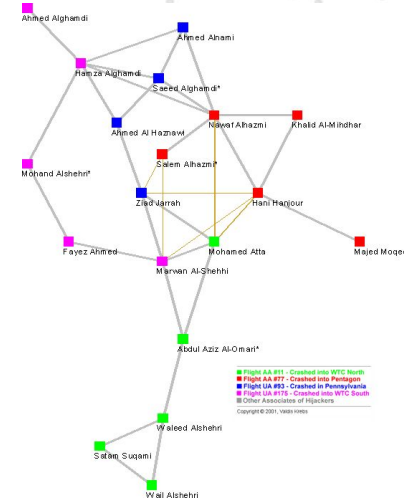 Ahmed Alghamdi
Ahmed Alnami
Hamza Alghamdi
Saeed Alghamdi*
Nawaf Alhazmi
Khalid Al-Mihdhar
Ahmed Al Haznawi
Salem Alhazmi*
Mohand Alshehri*
Ziad Jarrah
Hani Hanjour
Fayez Ahmed
Mohamed Atta
Majed Moqed
Marwan Al-Shehhi
Abdul Aziz Al-Omari*
Flight AA #11 - Crashed into WTC North
Flight AA #77 - Crashed into Pentagon
Flight UA #93 - Crashed in Pennsylvania
Flight UA #175 - Crashed into WTC South
Other Associates of Hijackers
Copyright © 2001, Valdis Krebs
Waleed Alshehri
Satam Suqami
Wail Alshehri